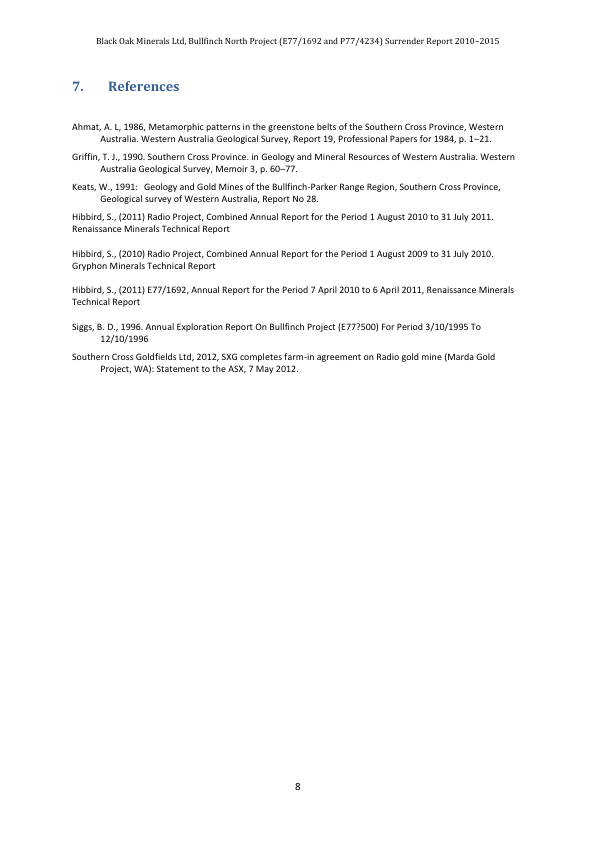 Black Oak Minerals Ltd, Bullfinch North Project (E77/1692 and P77/4234) Surrender Report 2010–2015
7. References
Ahmat, A. L, 1986, Metamorphic patterns in the greenstone belts of the Southern Cross Province, Western
Australia. Western Australia Geological Survey, Report 19, Professional Papers for 1984, p. 1–21.
Griffin, T. J., 1990. Southern Cross Province. in Geology and Mineral Resources of Western Australia. Western
Australia Geological Survey, Memoir 3, p. 60–77.
Keats, W., 1991: Geology and Gold Mines of the Bullfinch-Parker Range Region, Southern Cross Province,
Geological survey of Western Australia, Report No 28.
Hibbird, S., (2011) Radio Project, Combined Annual Report for the Period 1 August 2010 to 31 July 2011.
Renaissance Minerals Technical Report
Hibbird, S., (2010) Radio Project, Combined Annual Report for the Period 1 August 2009 to 31 July 2010.
Gryphon Minerals Technical Report
Hibbird, S., (2011) E77/1692, Annual Report for the Period 7 April 2010 to 6 April 2011, Renaissance Minerals
Technical Report
Siggs, B. D., 1996. Annual Exploration Report On Bullfinch Project (E77?500) For Period 3/10/1995 To
12/10/1996
Southern Cross Goldfields Ltd, 2012, SXG completes farm-in agreement on Radio gold mine (Marda Gold
Project, WA): Statement to the ASX, 7 May 2012.
8